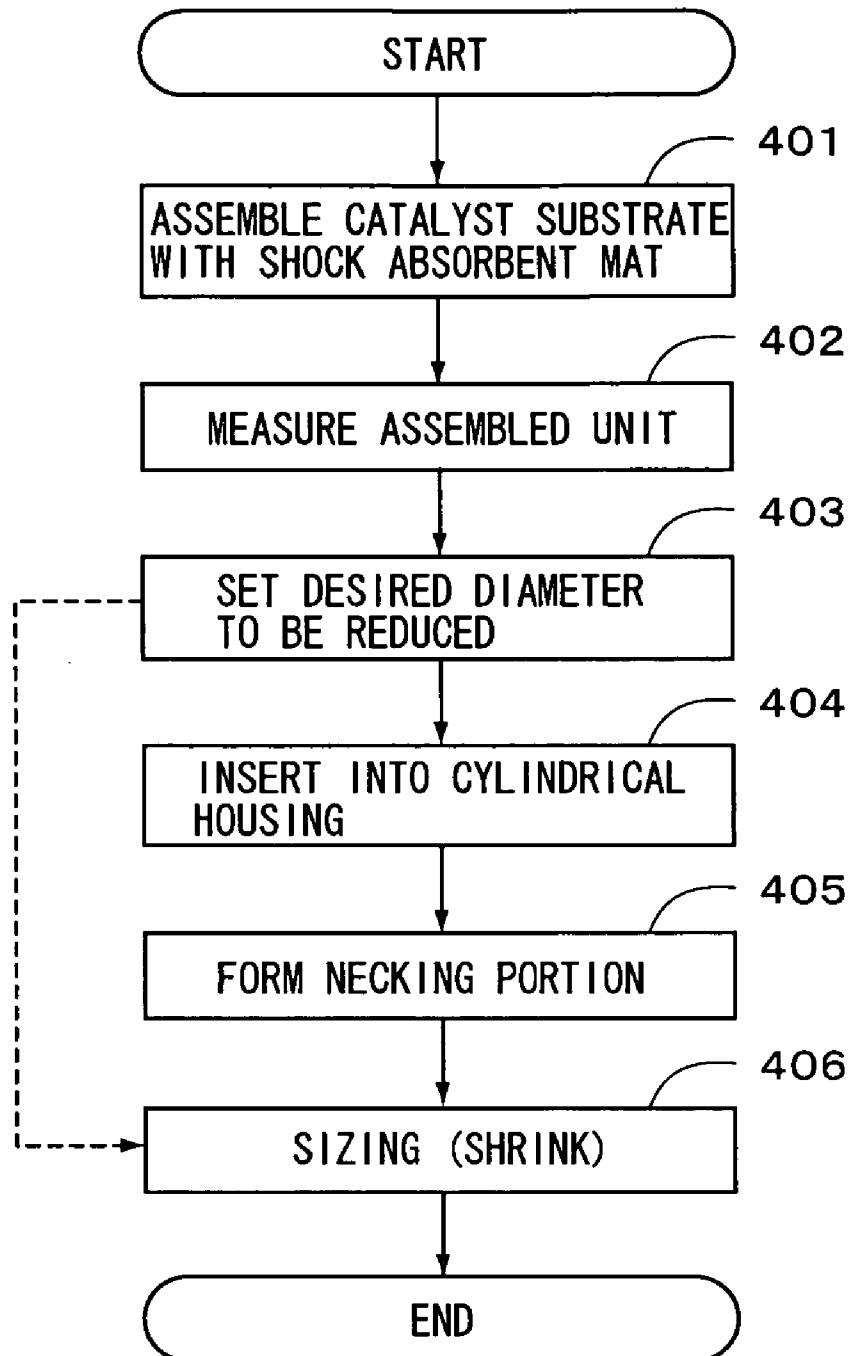 START
401
ASSEMBLE CATALYST SUBSTRATE
WITH SHOCK ABSORBENT MAT
402
MEASURE ASSEMBLED UNIT
403
SET DESIRED DIAMETER
TO BE REDUCED
404
INSERT INTO CYLINDRICAL
HOUSING
405
FORM NECKING PORTION
406
SIZING (SHRINK)
END